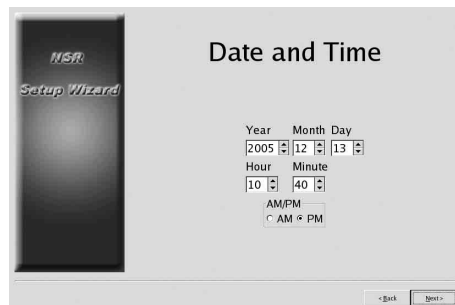 NSR
Setup Wizard
Date and Time
Year Month Day
2005 12 13
Hour Minute
10 40
AM/PM
AM PM
< Back Next >